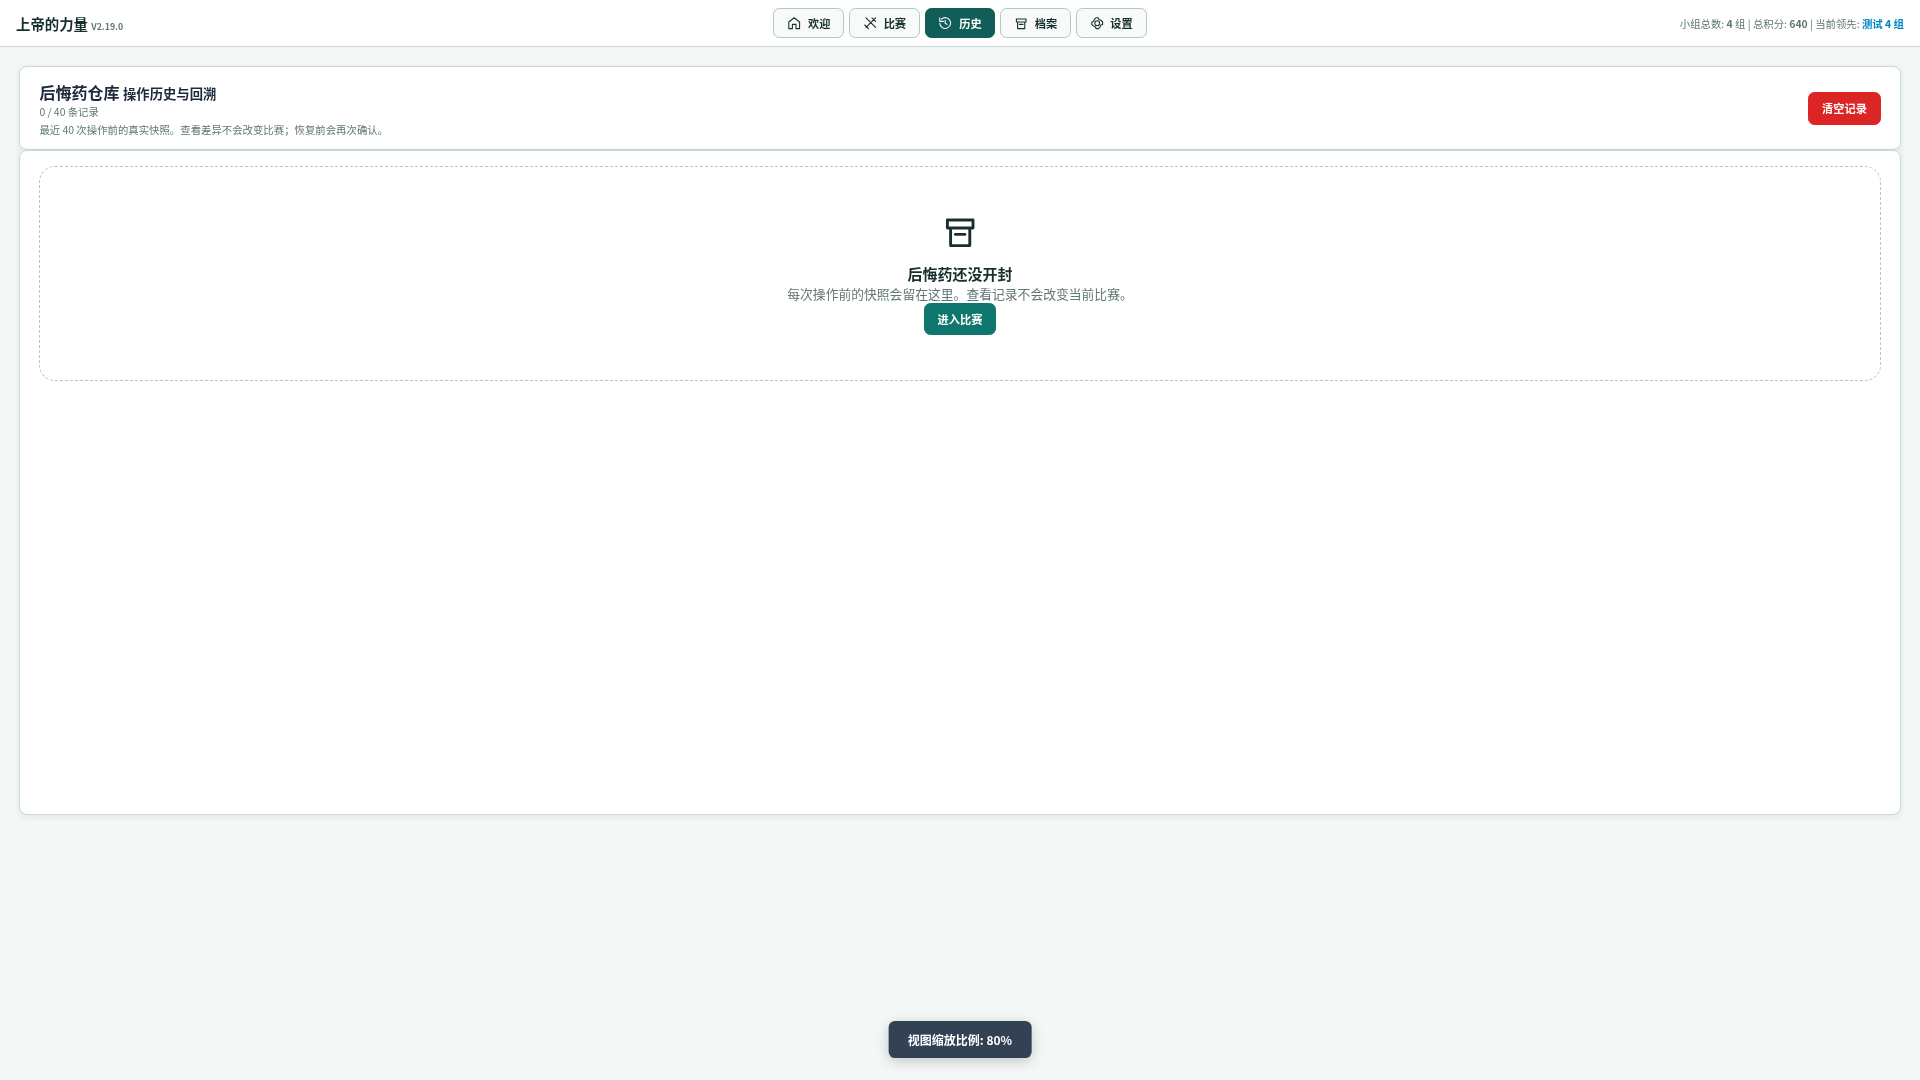 上帝的力量 V2.19.0
欢迎
比赛
历史
档案
设置
小组总数: 4 组 | 总积分: 640 | 当前领先: 测试 4 组
后悔药仓库 操作历史与回溯
0 / 40 条记录
最近 40 次操作前的真实快照。查看差异不会改变比赛；恢复前会再次确认。
清空记录
后悔药还没开封
每次操作前的快照会留在这里。查看记录不会改变当前比赛。
进入比赛
视图缩放比例: 80%